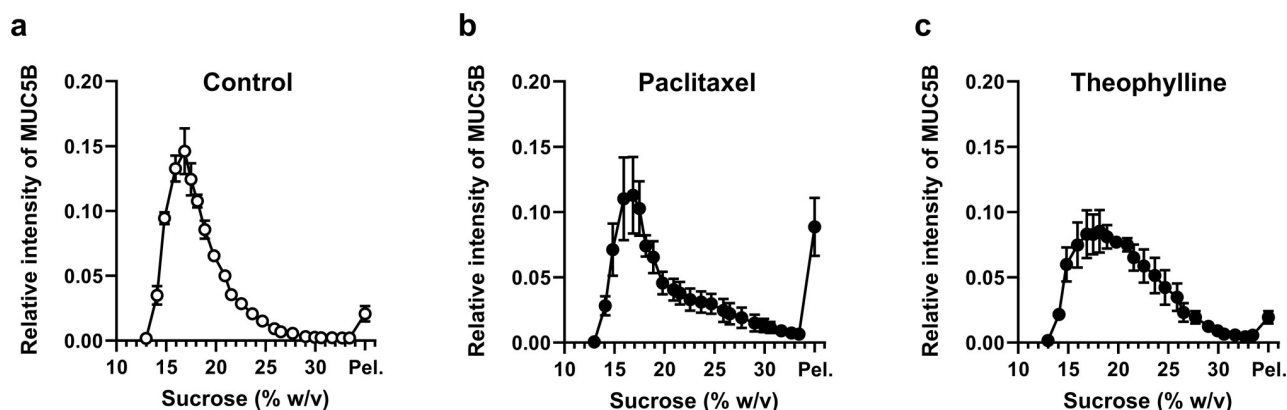 a
Control
Relative intensity of MUC5B
0.20
0.15
0.10
0.05
0.00
10 15 20 25 30 Pel.
Sucrose (% w/v)
b
Paclitaxel
Relative intensity of MUC5B
0.20
0.15
0.10
0.05
0.00
10 15 20 25 30 Pel.
Sucrose (% w/v)
c
Theophylline
Relative intensity of MUC5B
0.20
0.15
0.10
0.05
0.00
10 15 20 25 30 Pel.
Sucrose (% w/v)